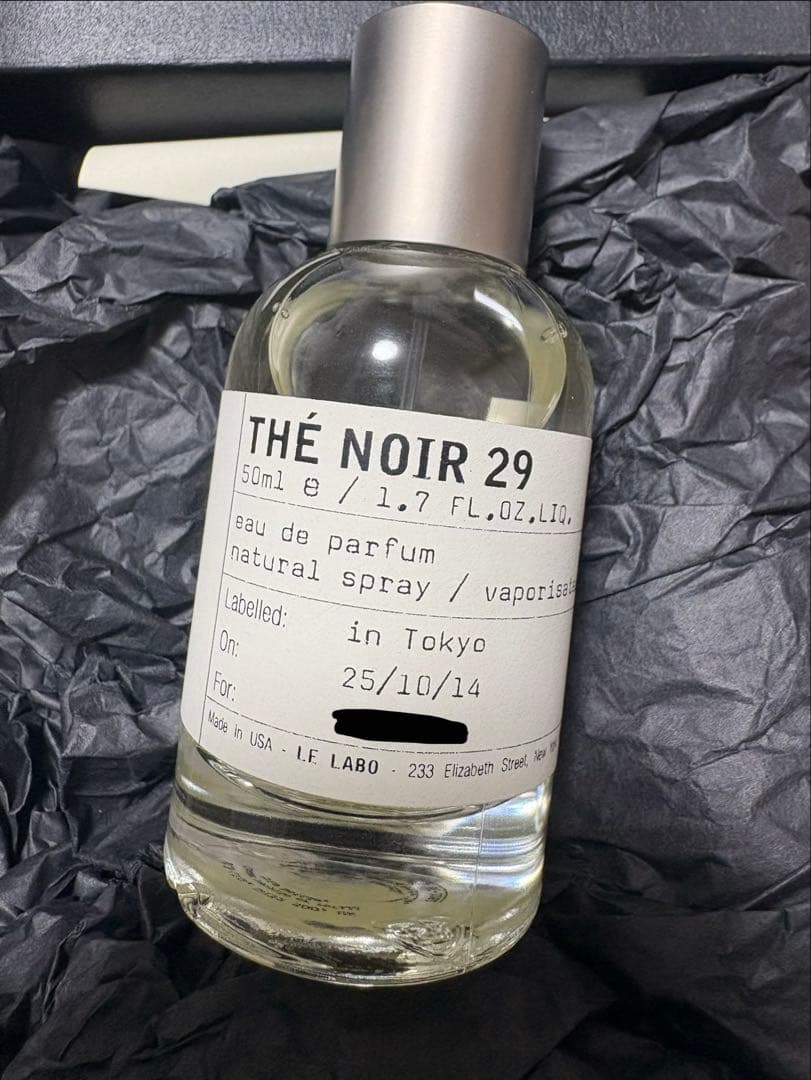 THÉ NOIR 29
50ml e / 1.7 FL.OZ.LIQ.
eau de parfum
natural spray / vaporisat
Labelled: in Tokyo
On: 25/10/14
For:
Made in USA - LE LABO - 233 Elizabeth Street, New